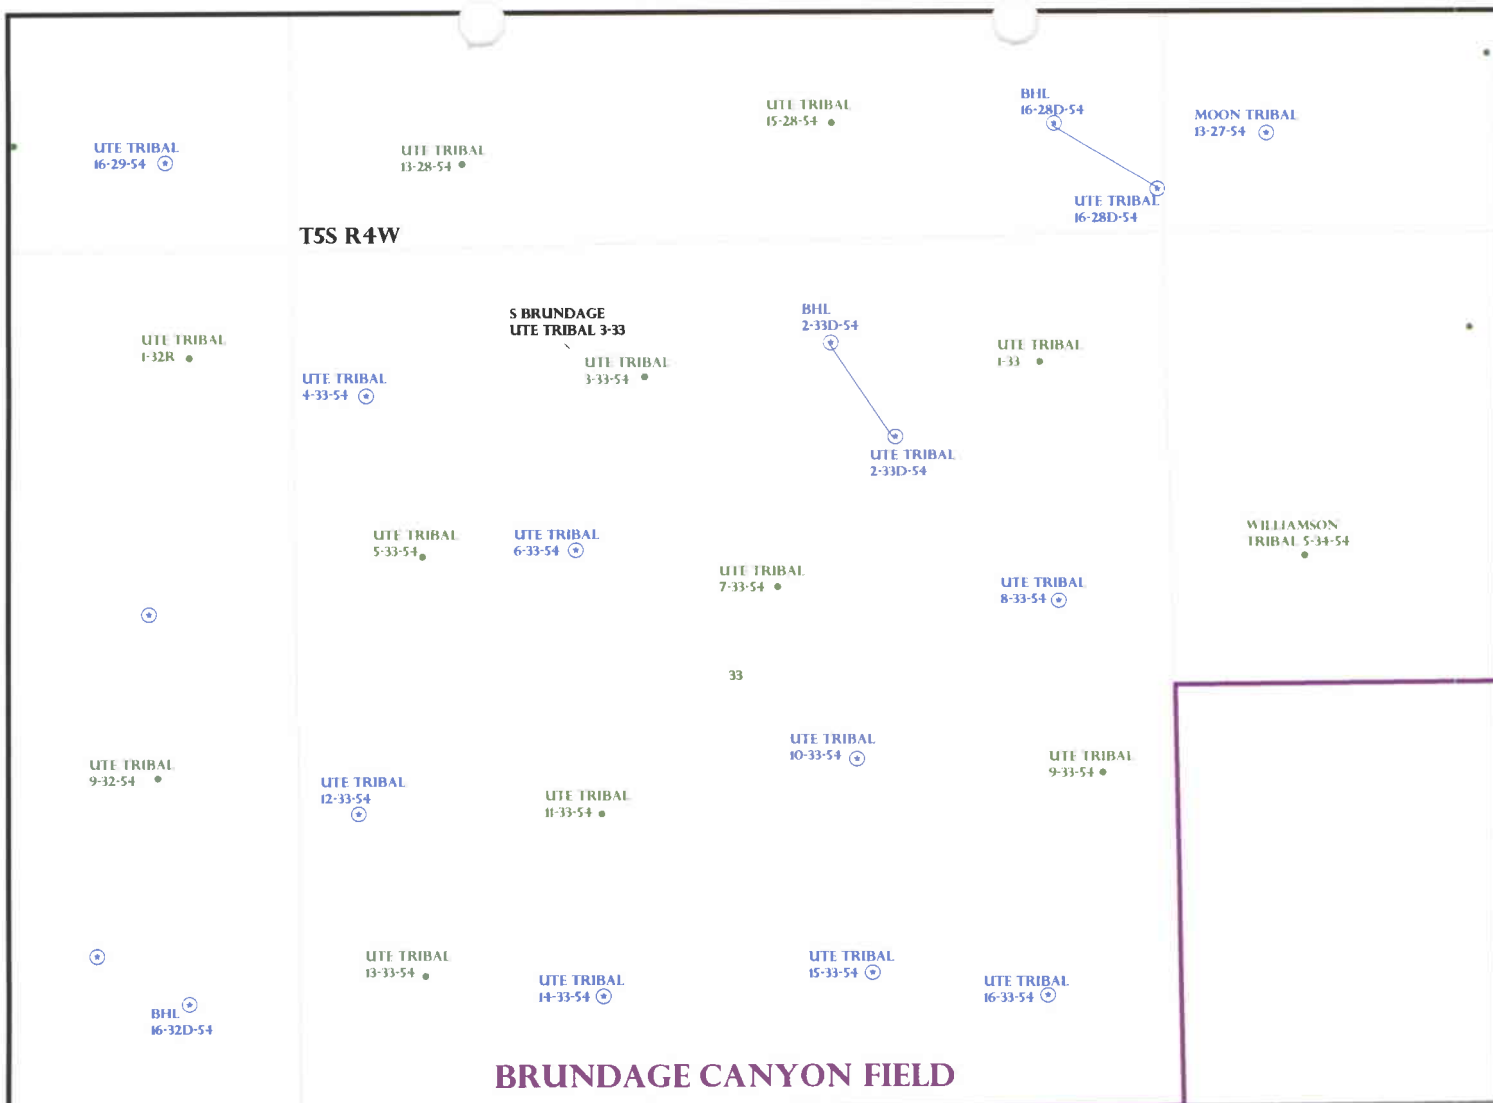 UTE TRIBAL
15-28-54
BHL
16-28D-54
MOON TRIBAL
13-27-54
UTE TRIBAL
16-29-54
UTE TRIBAL
13-28-54
UTE TRIBAL
16-28D-54
T5S R4W
S BRUNDAGE
UTE TRIBAL 3-33
BHL
2-33D-54
UTE TRIBAL
1-32R
UTE TRIBAL
3-33-54
UTE TRIBAL
1-33
UTE TRIBAL
4-33-54
UTE TRIBAL
2-33D-54
UTE TRIBAL
5-33-54
UTE TRIBAL
6-33-54
WILLIAMSON
TRIBAL 5-34-54
UTE TRIBAL
7-33-54
UTE TRIBAL
8-33-54
33
UTE TRIBAL
10-33-54
UTE TRIBAL
9-33-54
UTE TRIBAL
9-32-54
UTE TRIBAL
12-33-54
UTE TRIBAL
11-33-54
UTE TRIBAL
13-33-54
UTE TRIBAL
15-33-54
UTE TRIBAL
14-33-54
UTE TRIBAL
16-33-54
BHL
16-32D-54
BRUNDAGE CANYON FIELD